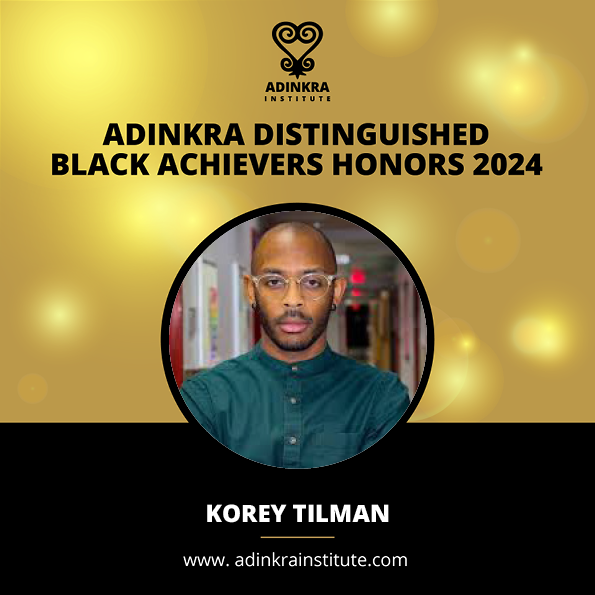 ADINKRA
INSTITUTE
ADINKRA DISTINGUISHED
BLACK ACHIEVERS HONORS 2024
KOREY TILMAN
www. adinkrainstitute.com